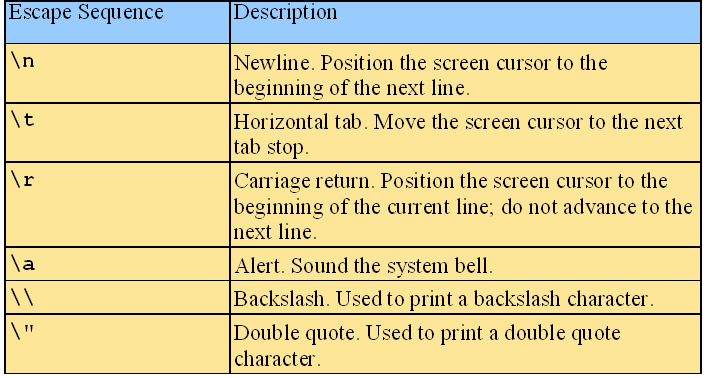 Escape Sequence Description
\n Newline. Position the screen cursor to the
beginning of the next line.
\t Horizontal tab. Move the screen cursor to the next
tab stop.
\r Carriage return. Position the screen cursor to the
beginning of the current line; do not advance to the
next line.
\a Alert. Sound the system bell.
\\ Backslash. Used to print a backslash character.
\" Double quote. Used to print a double quote
character.